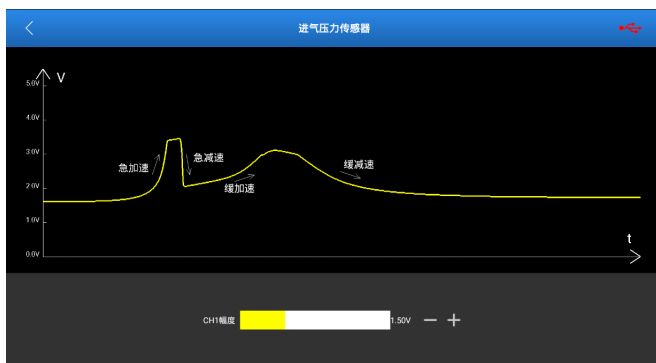 进气压力传感器
V
5.0V
4.0V
3.0V
急加速
急减速
缓减速
缓加速
2.0V
1.0V
t
0.0V
CH1幅度
1.50V